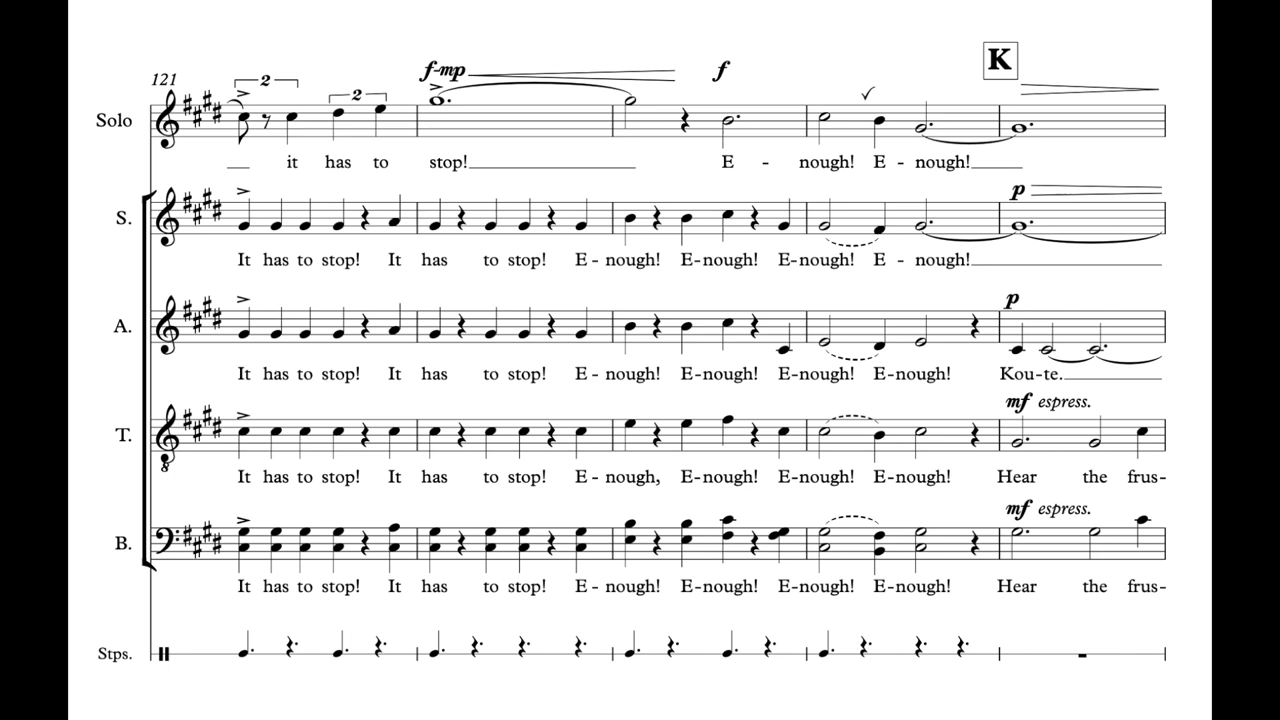 K
121
2
2
f-mp
f
Solo
it has to stop! E - nough! E - nough!
p
S.
It has to stop! It has to stop! E - nough! E-nough! E-nough! E - nough!
p
A.
It has to stop! It has to stop! E - nough! E-nough! E-nough! E-nough! Kou-te.
mf espress.
T.
8
It has to stop! It has to stop! E - nough, E-nough! E-nough! E-nough! Hear the frus-
mf espress.
B.
It has to stop! It has to stop! E - nough! E-nough! E-nough! E-nough! Hear the frus-
Stps.